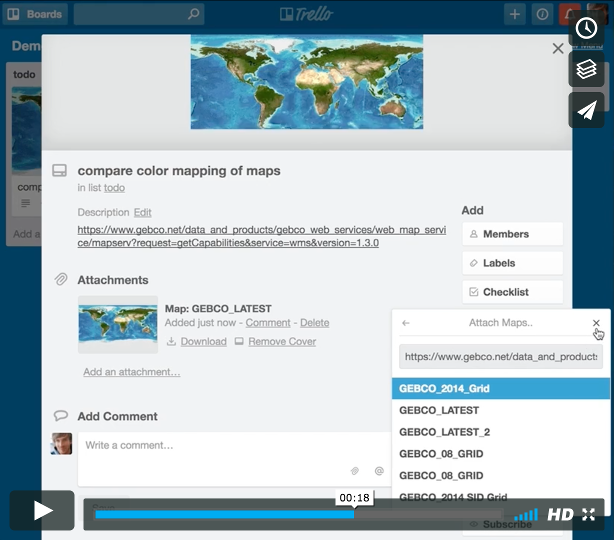 Boards
Trello
Dem
todo
comp
Add a
compare color mapping of maps
in list todo
Description Edit
https://www.gebco.net/data_and_products/gebco_web_services/web_map_servi
ce/mapserv?request=getCapabilities&service=wms&version=1.3.0
Attachments
Map: GEBCO_LATEST
Added just now - Comment - Delete
Download Remove Cover
Add an attachment…
Add Comment
Write a comment…
@
Add
Members
Labels
Checklist
Attach Maps..
https://www.gebco.net/data_and_products
GEBCO_2014_Grid
GEBCO_LATEST
GEBCO_LATEST_2
GEBCO_08_GRID
GEBCO_08_GRID
GEBCO_2014 SID Grid
Subscribe
00:18
HD